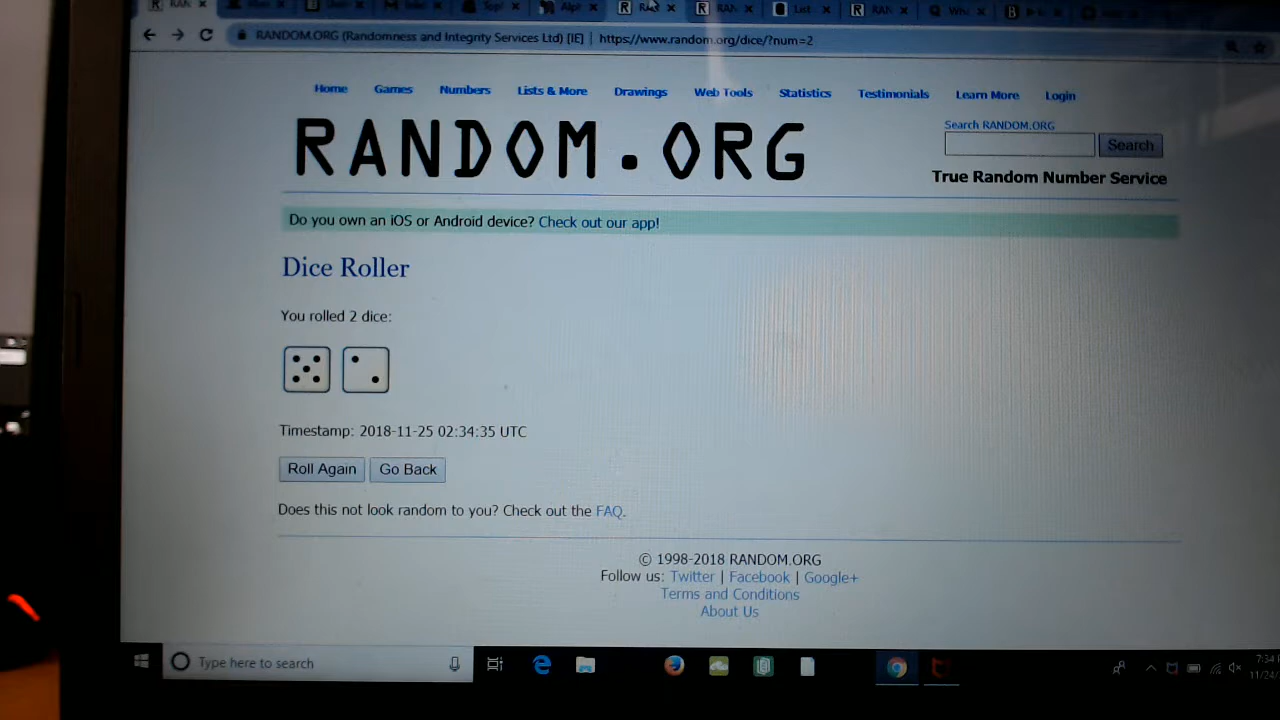 RANDOM.ORG (Randomness and Integrity Services Ltd) [IE] | https://www.random.org/dice/?num=2
Home Games Numbers Lists & More Drawings Web Tools Statistics Testimonials Learn More Login
RANDOM.ORG
Search RANDOM.ORG
Search
True Random Number Service
Do you own an iOS or Android device? Check out our app!
Dice Roller
You rolled 2 dice:
Timestamp: 2018-11-25 02:34:35 UTC
Roll Again Go Back
Does this not look random to you? Check out the FAQ.
© 1998-2018 RANDOM.ORG
Follow us: Twitter | Facebook | Google+
Terms and Conditions
About Us
Type here to search
7:34
11/24/